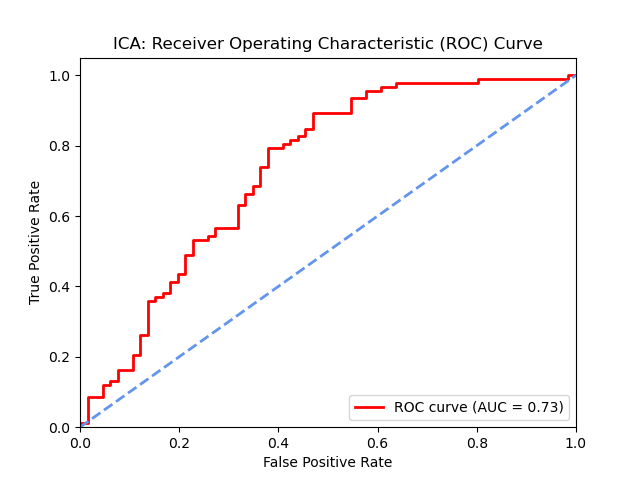 ICA: Receiver Operating Characteristic (ROC) Curve
True Positive Rate
1.0
0.8
0.6
0.4
0.2
0.0
ROC curve (AUC = 0.73)
0.0 0.2 0.4 0.6 0.8 1.0
False Positive Rate